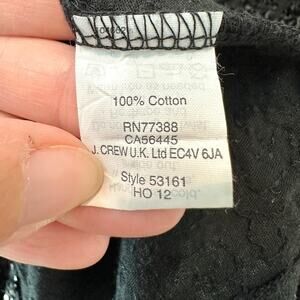 100% Cotton
RN77388
CA56445
J. CREW U.K. Ltd EC4V 6JA
Style 53161
HO 12